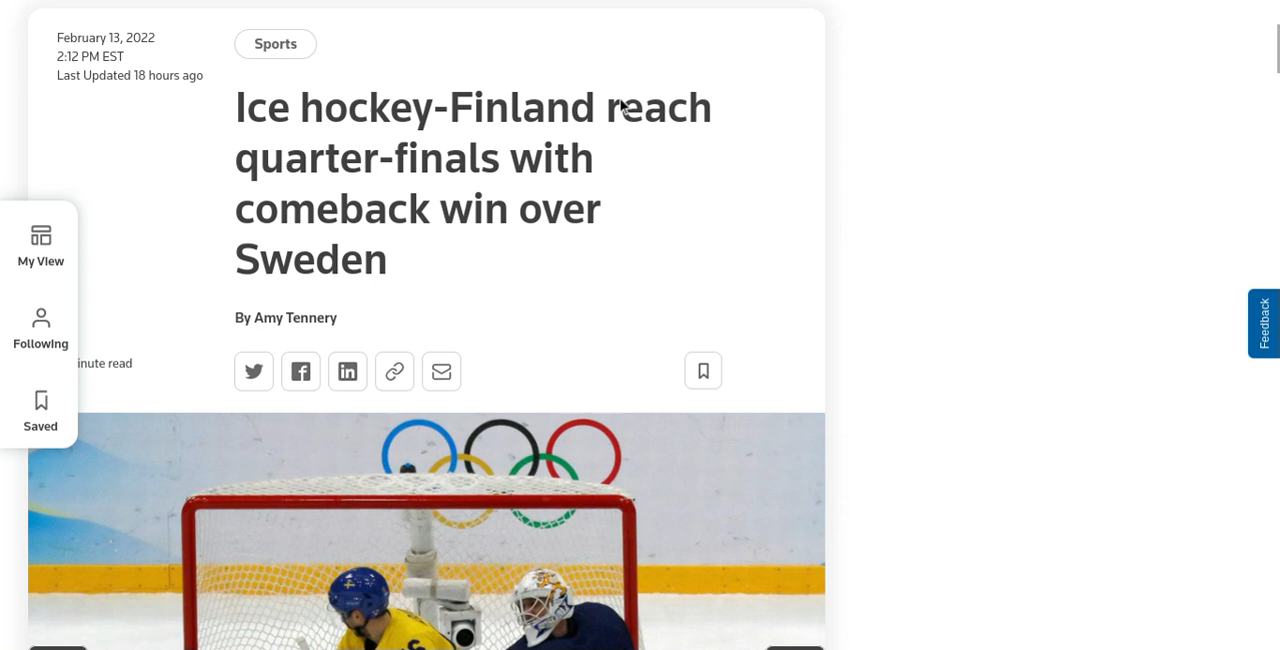 February 13, 2022
2:12 PM EST
Last Updated 18 hours ago
Sports
Ice hockey-Finland reach
quarter-finals with
comeback win over
Sweden
By Amy Tennery
inute read
My View
Following
Saved
Feedback